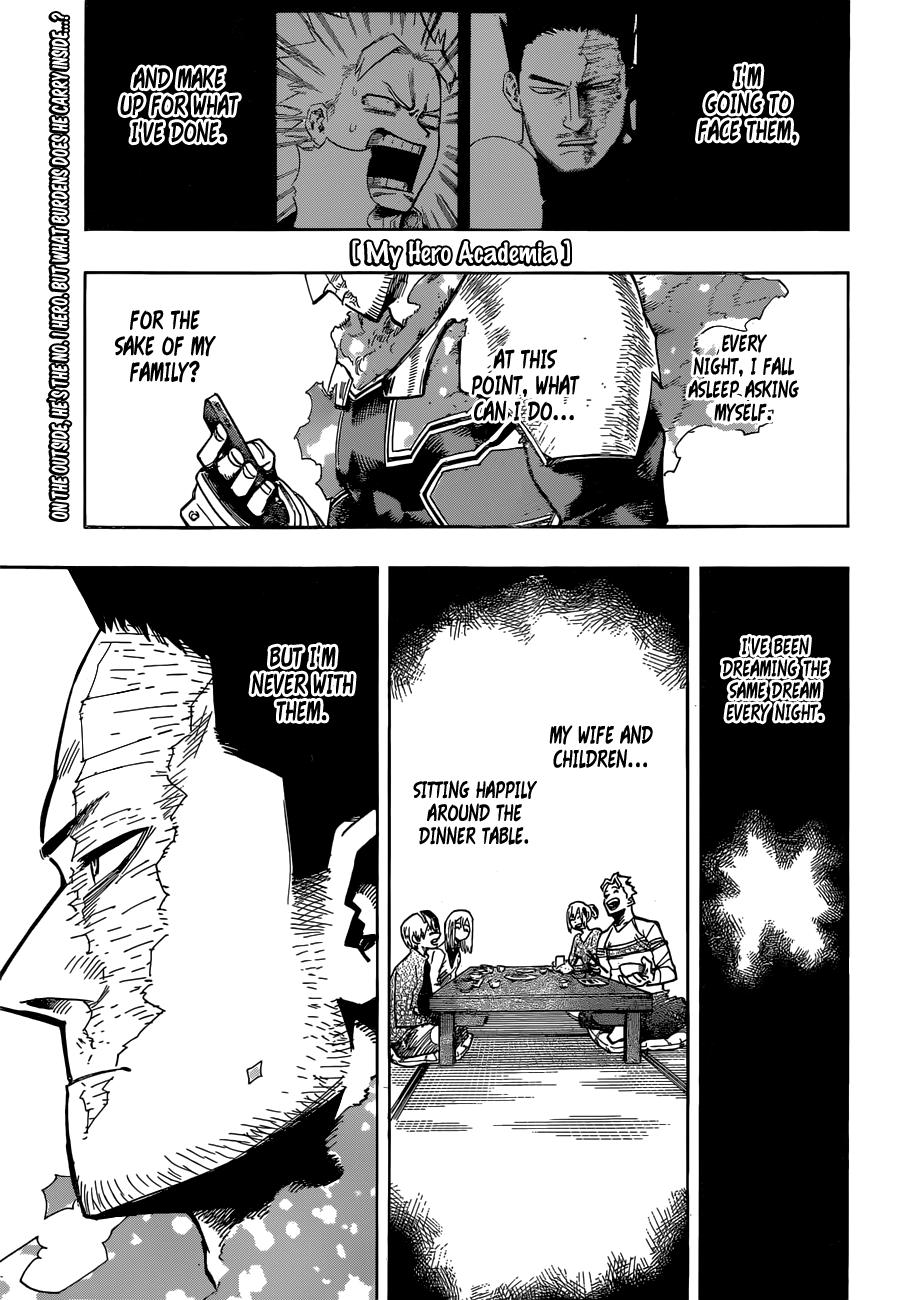 I'M
GOING TO
FACE THEM,
AND MAKE
UP FOR WHAT
I'VE DONE.
ON THE OUTSIDE, HE'S THE NO. 1 HERO. BUT WHAT BURDENS DOES HE CARRY INSIDE...?
[ My Hero Academia ]
EVERY
NIGHT, I FALL
ASLEEP ASKING
MYSELF:
AT THIS
POINT, WHAT
CAN I DO...
FOR THE
SAKE OF MY
FAMILY?
I'VE BEEN
DREAMING THE
SAME DREAM
EVERY NIGHT.
MY WIFE AND
CHILDREN...
SITTING HAPPILY
AROUND THE
DINNER TABLE.
BUT I'M
NEVER WITH
THEM.